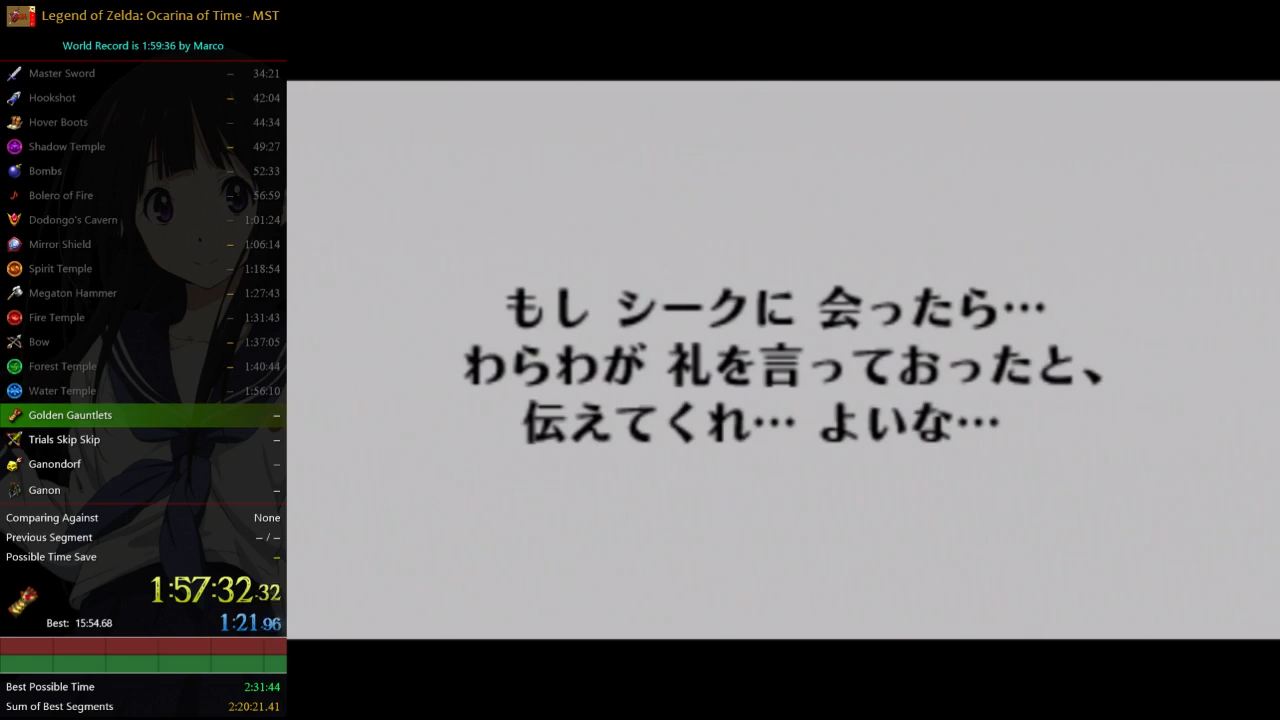 Legend of Zelda: Ocarina of Time - MST
World Record is 1:59:36 by Marco
Master Sword – 34:21
Hookshot – 42:04
Hover Boots – 44:34
Shadow Temple – 49:27
Bombs – 52:33
Bolero of Fire – 56:59
Dodongo's Cavern – 1:01:24
Mirror Shield – 1:06:14
Spirit Temple – 1:18:54
Megaton Hammer – 1:27:43
Fire Temple – 1:31:43
Bow – 1:37:05
Forest Temple – 1:40:44
Water Temple – 1:56:10
Golden Gauntlets –
Trials Skip Skip –
Ganondorf –
Ganon –
Comparing Against None
Previous Segment – / –
Possible Time Save –
1:57:32.32
Best: 15:54.68 1:21.96
Best Possible Time 2:31:44
Sum of Best Segments 2:20:21.41
もし シークに 会ったら…
わらわが 礼を言っておったと、
伝えてくれ… よいな…